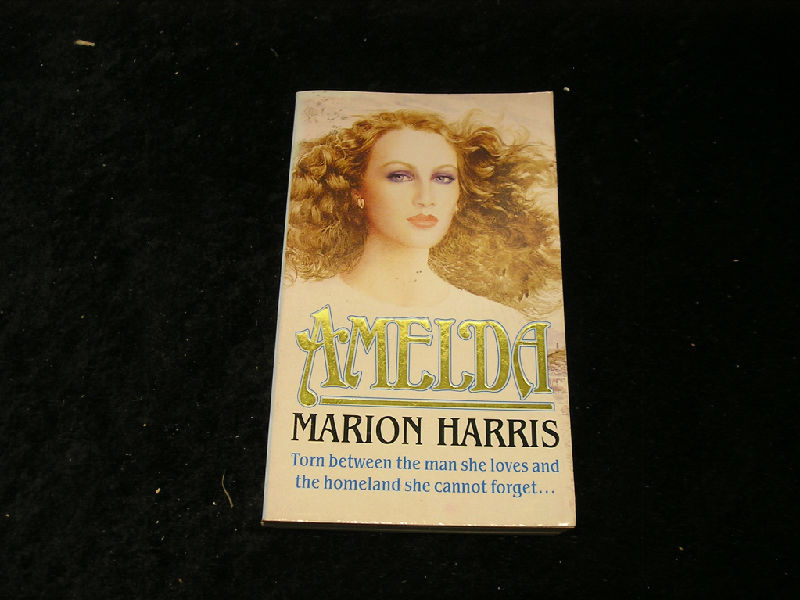 AMELDA
MARION HARRIS
Torn between the man she loves and
the homeland she cannot forget...